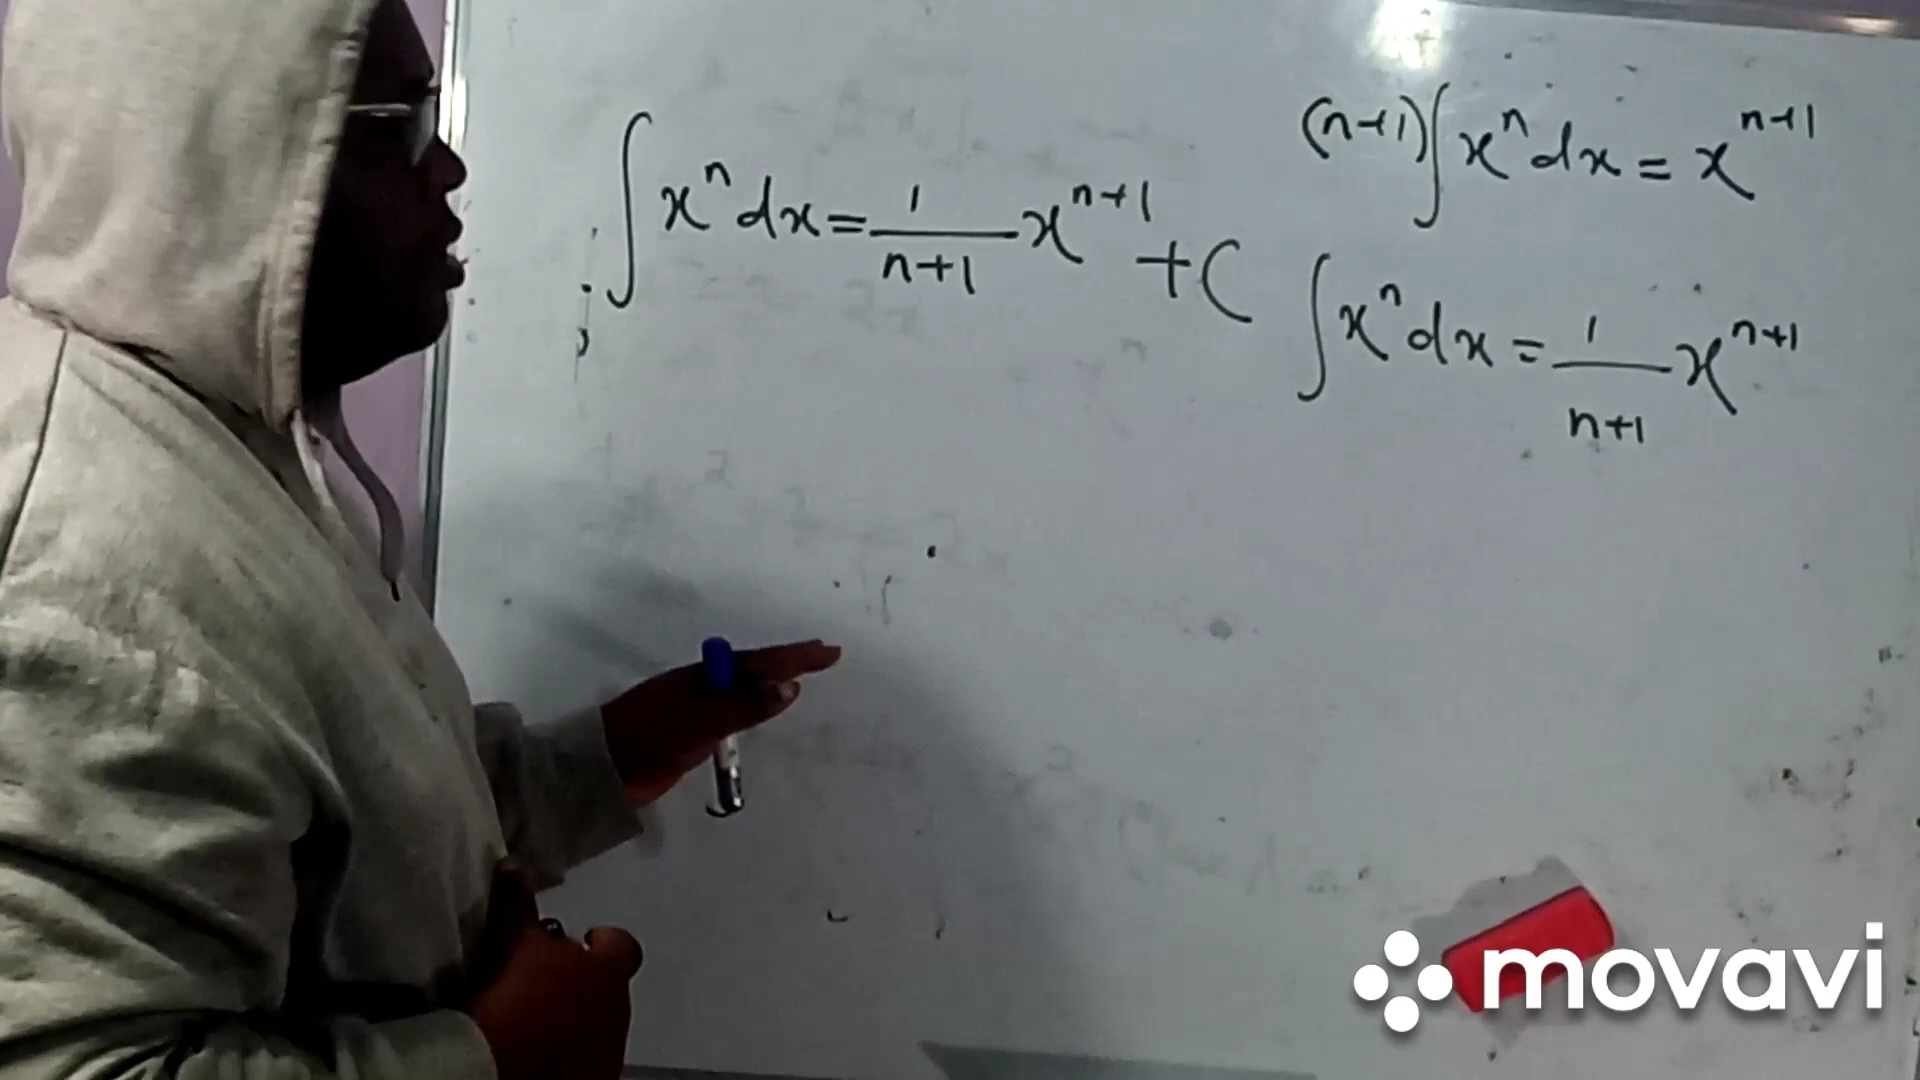 ∫xⁿdx = 1/(n+1) xⁿ⁺¹ + C
(n+1)∫xⁿdx = xⁿ⁺¹
∫xⁿdx = 1/(n+1) xⁿ⁺¹
movavi